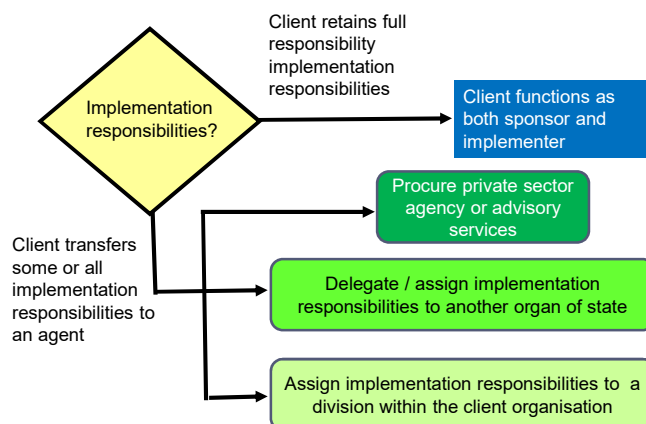 Client retains full
responsibility
implementation
responsibilities
Implementation
responsibilities?
Client functions as
both sponsor and
implementer
Procure private sector
agency or advisory
services
Client transfers
some or all
implementation
responsibilities to
an agent
Delegate / assign implementation
responsibilities to another organ of state
Assign implementation responsibilities to a
division within the client organisation